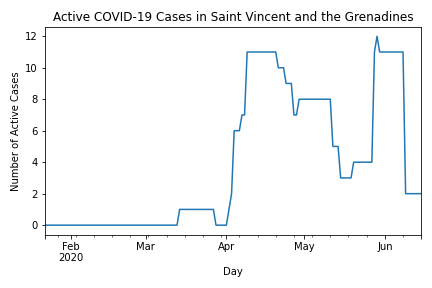 Active COVID-19 Cases in Saint Vincent and the Grenadines
Number of Active Cases
12
10
8
6
4
2
0
Feb
2020
Mar
Apr
May
Jun
Day